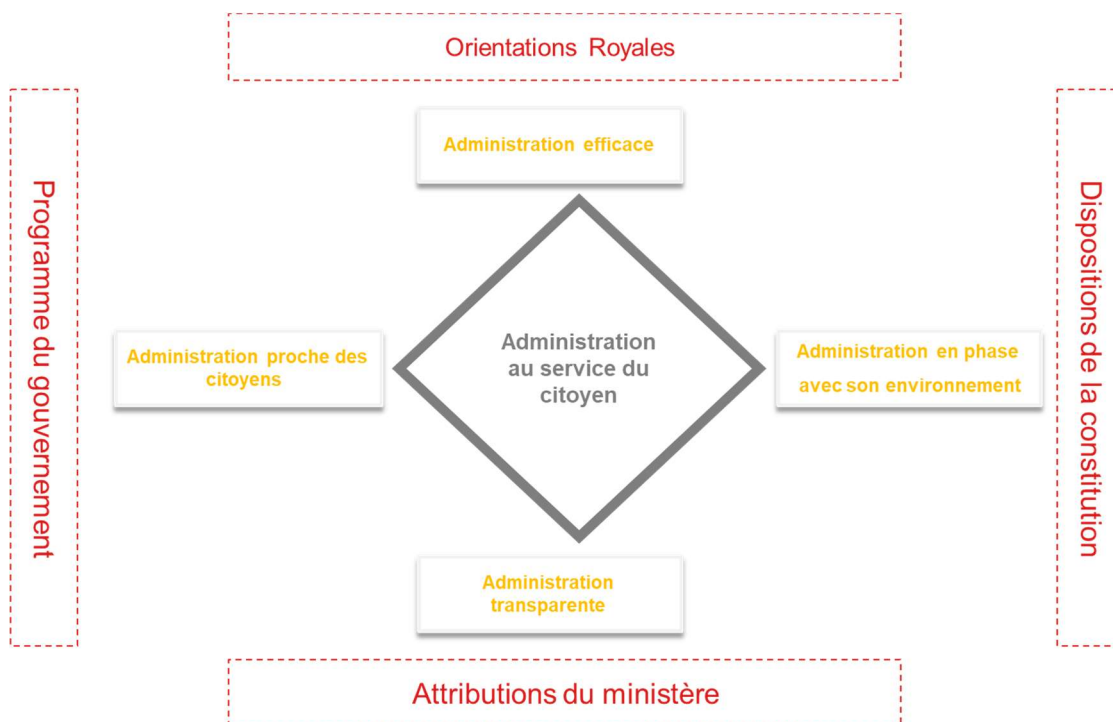 Orientations Royales
Administration efficace
Programme du gouvernement
Administration proche des
citoyens
Administration
au service du
citoyen
Administration en phase
avec son environnement
Dispositions de la constitution
Administration
transparente
Attributions du ministère